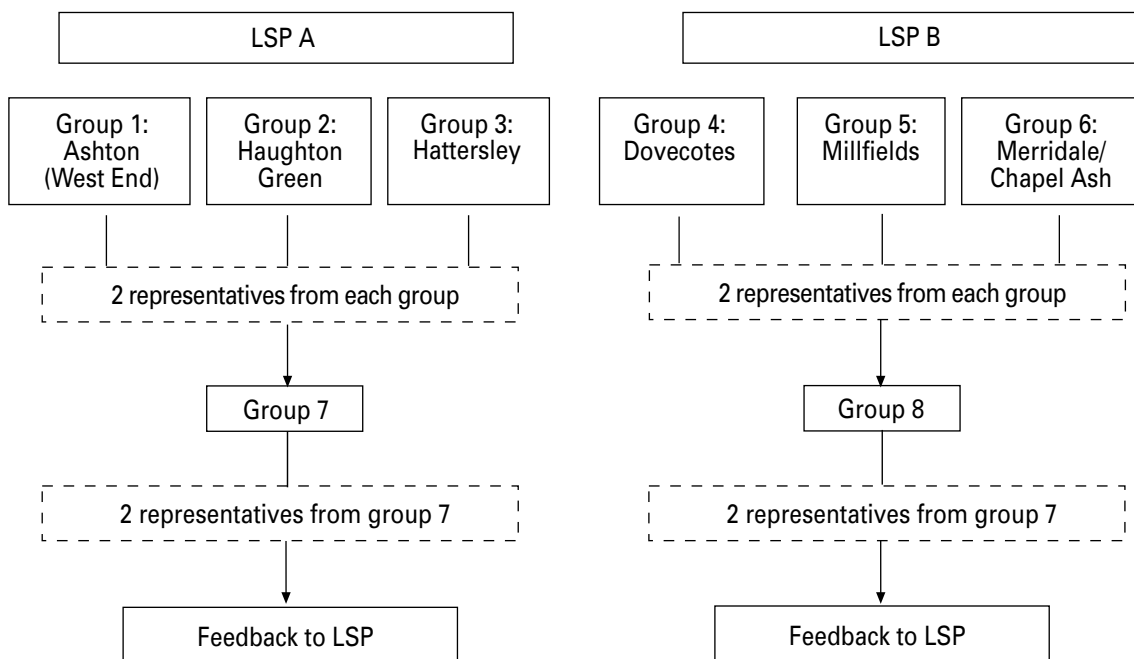 LSP A
LSP B
Group 1:
Ashton
(West End)
Group 2:
Haughton
Green
Group 3:
Hattersley
Group 4:
Dovecotes
Group 5:
Millfields
Group 6:
Merridale/
Chapel Ash
2 representatives from each group
2 representatives from each group
Group 7
Group 8
2 representatives from group 7
2 representatives from group 7
Feedback to LSP
Feedback to LSP